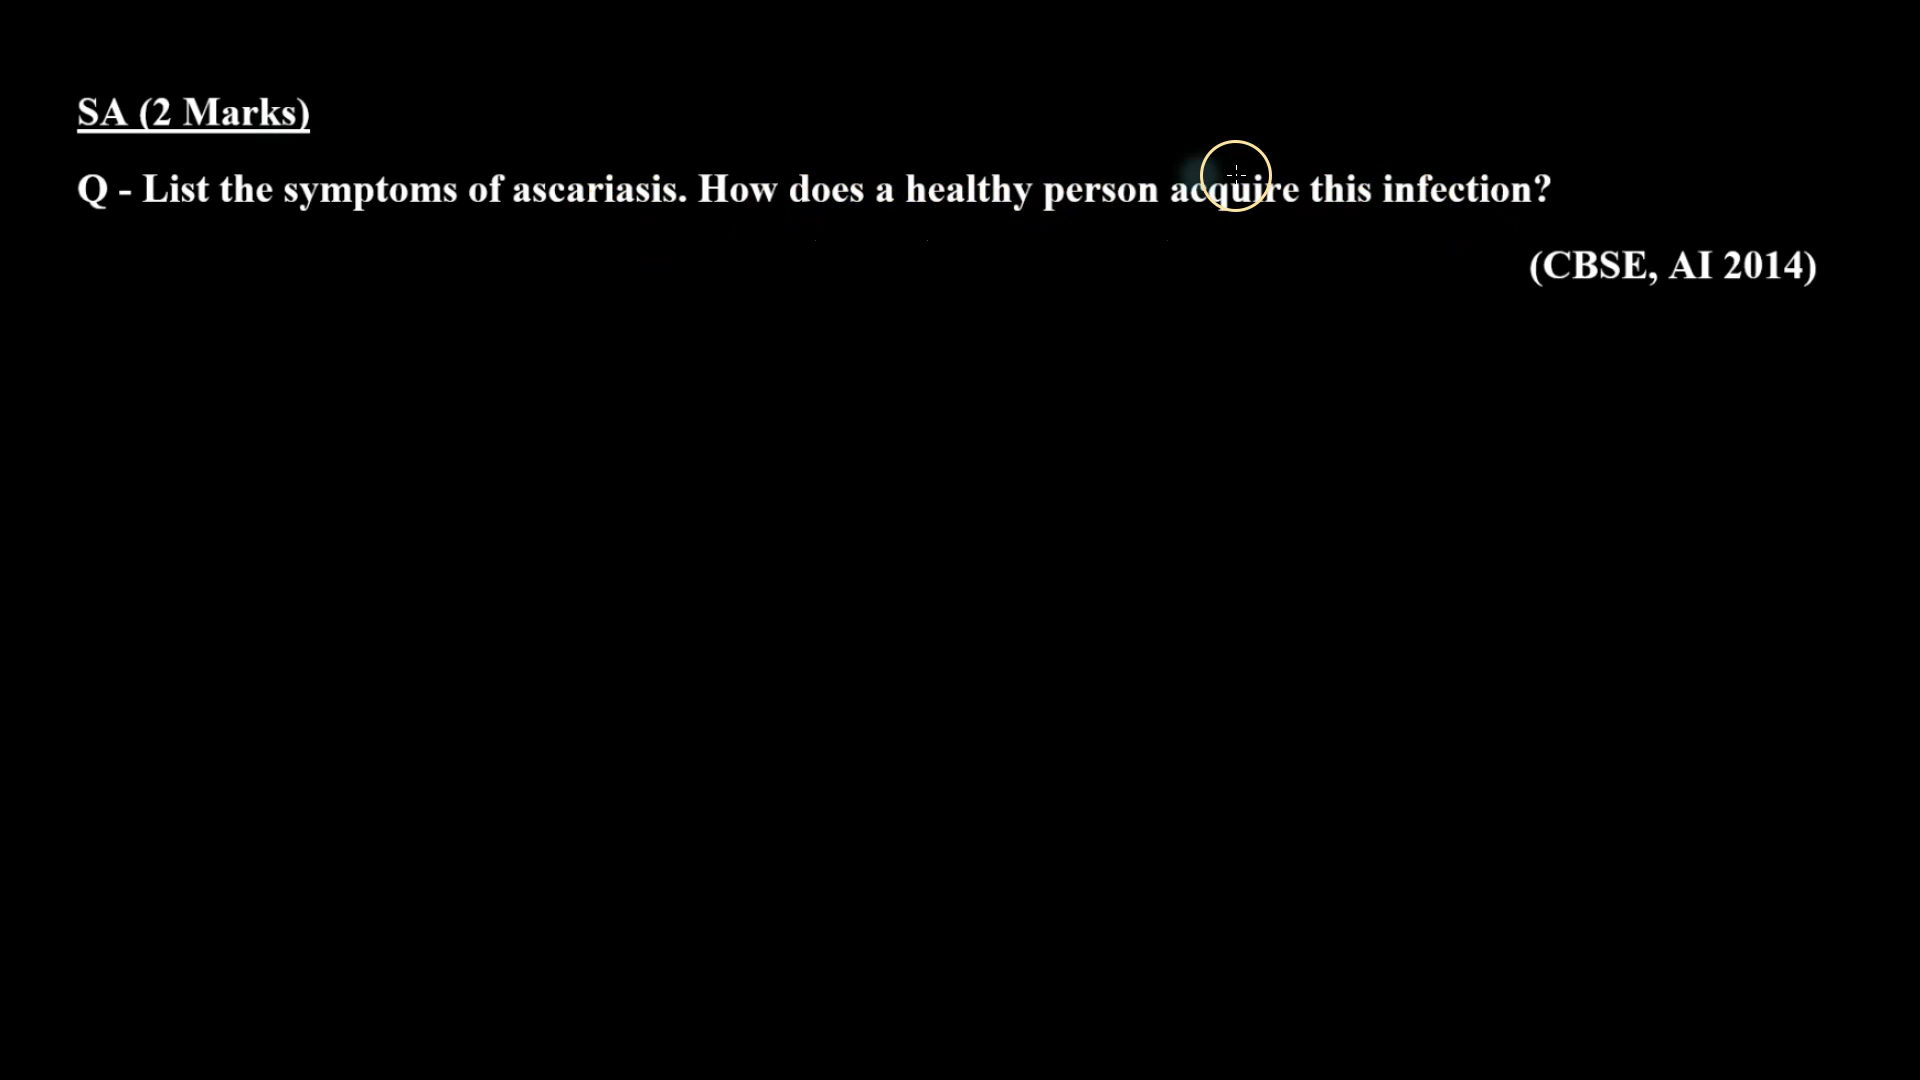 SA (2 Marks)
Q - List the symptoms of ascariasis. How does a healthy person acquire this infection?
(CBSE, AI 2014)